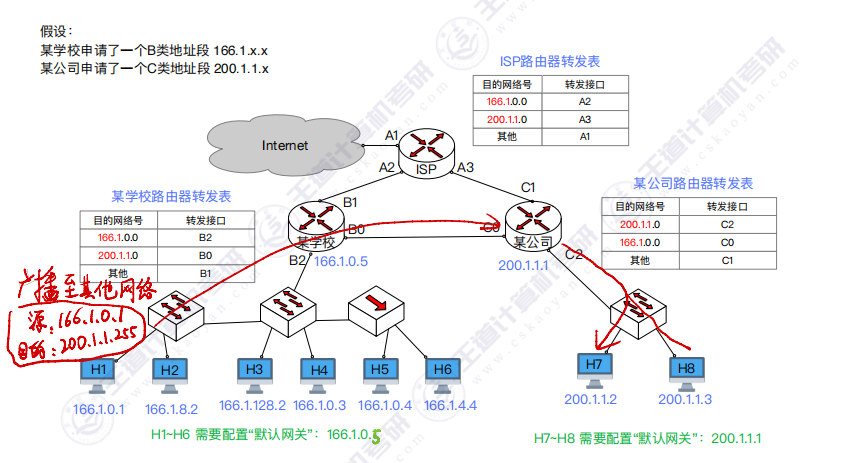 假设：
某学校申请了一个B类地址段 166.1.x.x
某公司申请了一个C类地址段 200.1.1.x
ISP路由器转发表
目的网络号 转发接口
166.1.0.0 A2
200.1.1.0 A3
其他 A1
Internet
A1
ISP
A2
A3
某学校路由器转发表
目的网络号 转发接口
166.1.0.0 B2
200.1.1.0 B0
其他 B1
B1
某学校
B0
B2
166.1.0.5
C1
C0
某公司
200.1.1.1
C2
某公司路由器转发表
目的网络号 转发接口
200.1.1.0 C2
166.1.0.0 C0
其他 C1
广播至其他网络
源：166.1.0.1
目的：200.1.1.255
H1
H2
H3
H4
H5
H6
H7
H8
166.1.0.1
166.1.8.2
166.1.128.2
166.1.0.3
166.1.0.4
166.1.4.4
200.1.1.2
200.1.1.3
H1~H6 需要配置“默认网关”：166.1.0.5
H7~H8 需要配置“默认网关”：200.1.1.1
王道计算机考研
www.cskaoyan.com